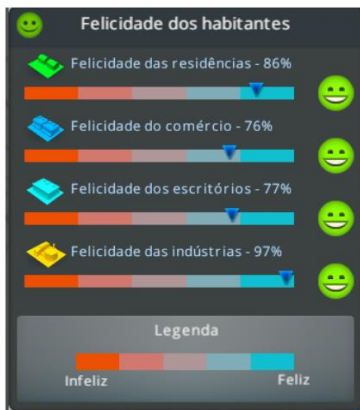 Felicidade dos habitantes
Felicidade das residências - 86%
Felicidade do comércio - 76%
Felicidade dos escritórios - 77%
Felicidade das indústrias - 97%
Legenda
Infeliz Feliz